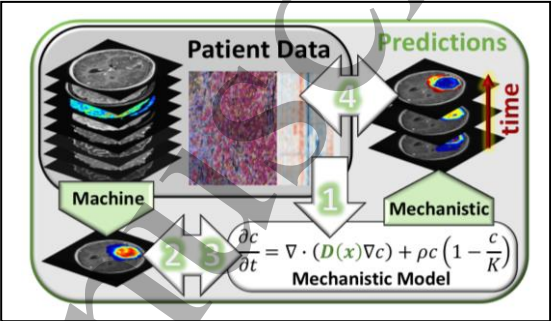 Patient Data
Predictions
4
time
1
Machine
Mechanistic
2 3
∂c/∂t = ∇ · (D(x)∇c) + ρc (1 − c/K)
Mechanistic Model